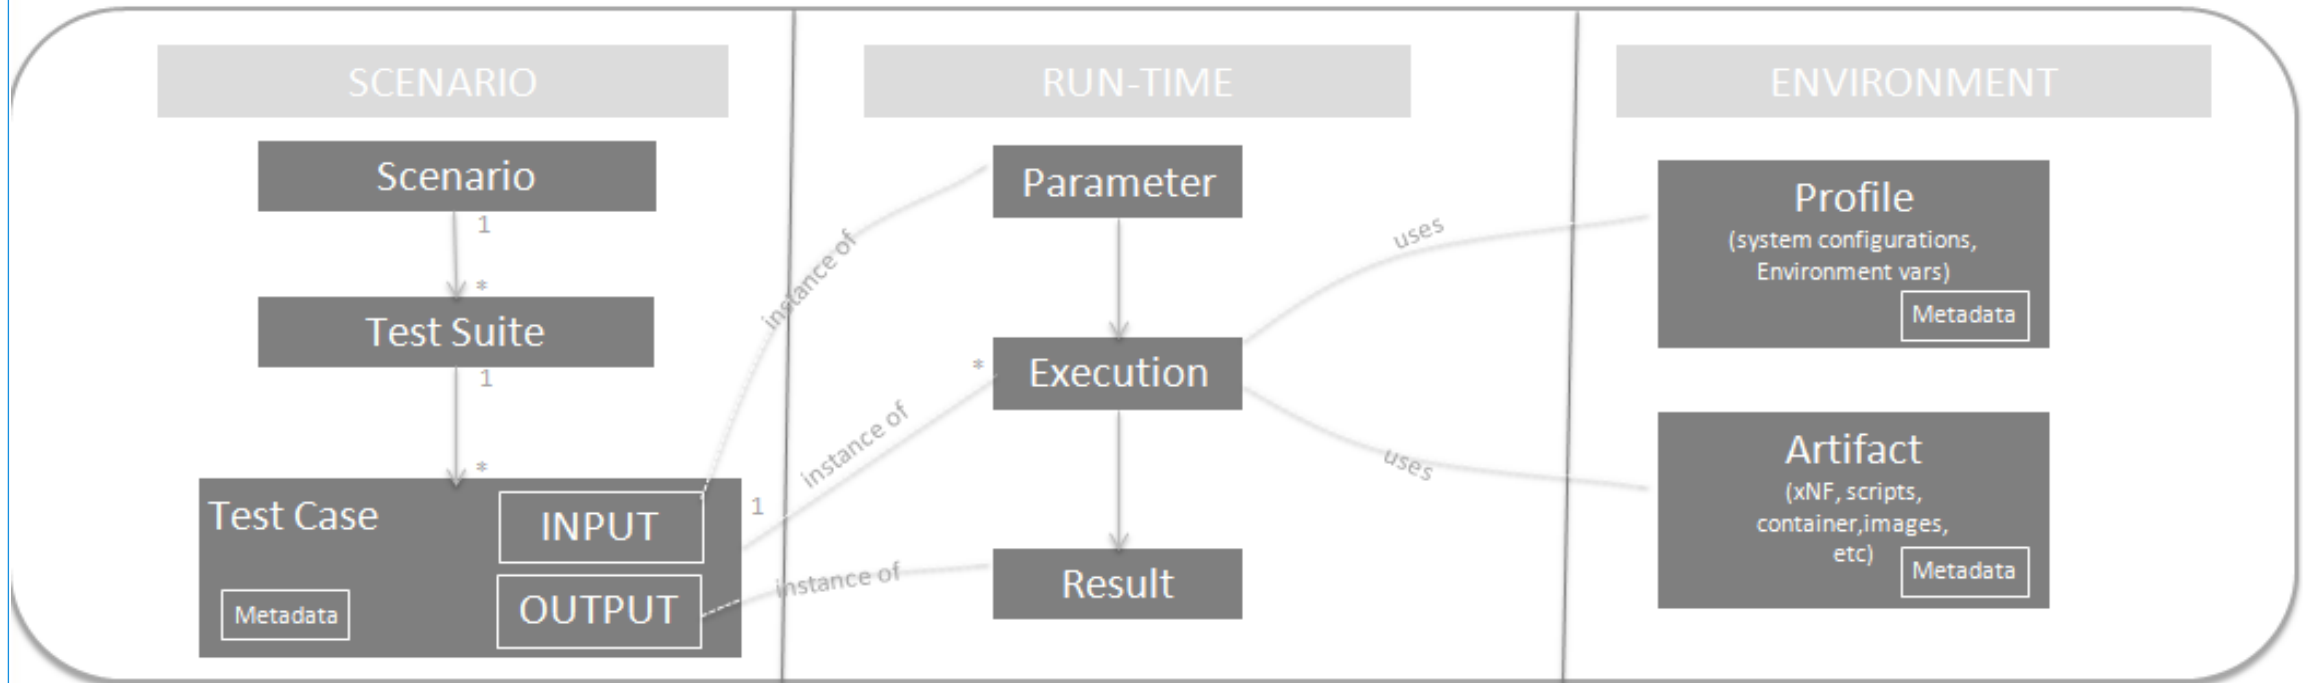 SCENARIO
Scenario
1
*
Test Suite
1
*
Test Case
INPUT
OUTPUT
Metadata
1
instance of
instance of
instance of
RUN-TIME
Parameter
*
Execution
Result
uses
uses
ENVIRONMENT
Profile
(system configurations,
Environment vars)
Metadata
Artifact
(xNF, scripts,
container,images,
etc)
Metadata